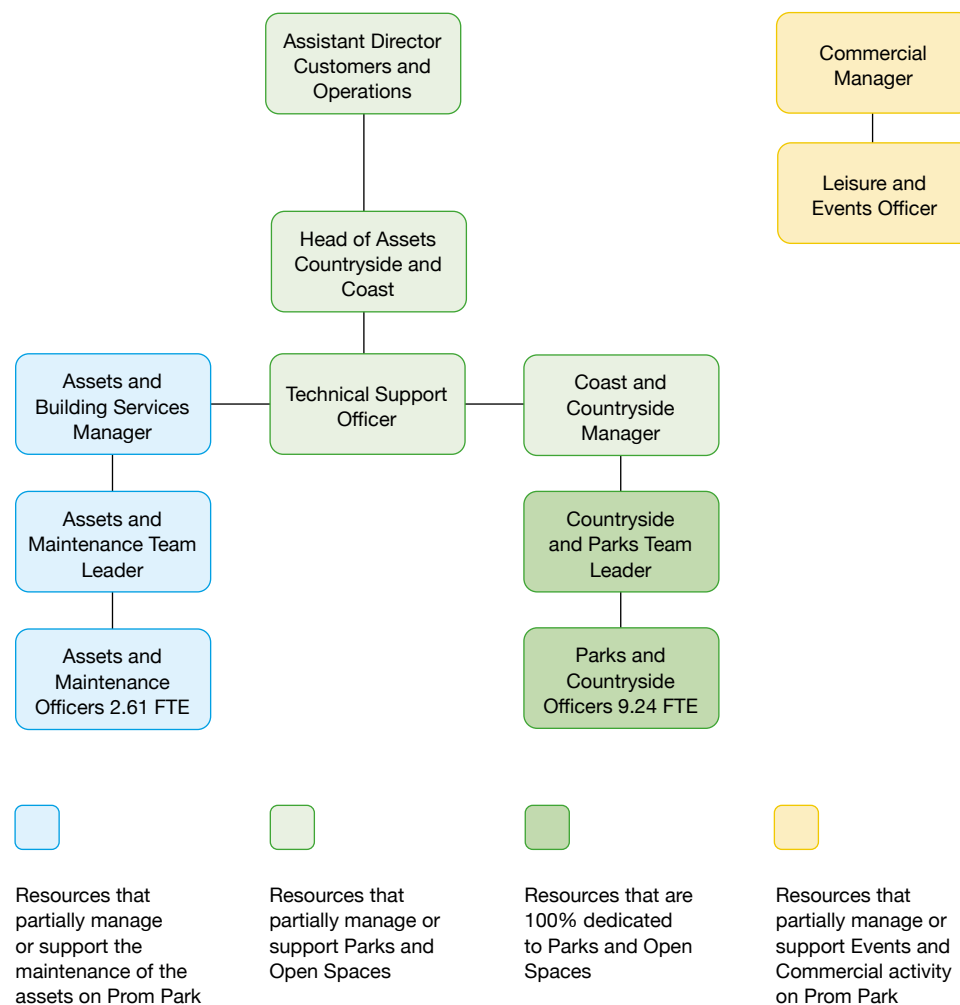 Assistant Director
Customers and
Operations
Commercial
Manager
Leisure and
Events Officer
Head of Assets
Countryside and
Coast
Assets and
Building Services
Manager
Technical Support
Officer
Coast and
Countryside
Manager
Assets and
Maintenance Team
Leader
Countryside
and Parks Team
Leader
Assets and
Maintenance
Officers 2.61 FTE
Parks and
Countryside
Officers 9.24 FTE
Resources that
partially manage
or support the
maintenance of the
assets on Prom Park
Resources that
partially manage or
support Parks and
Open Spaces
Resources that are
100% dedicated
to Parks and Open
Spaces
Resources that
partially manage or
support Events and
Commercial activity
on Prom Park